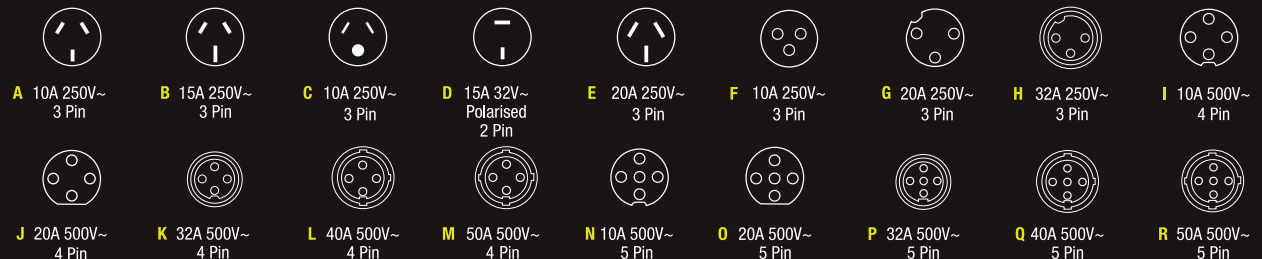 A 10A 250V~
3 Pin
B 15A 250V~
3 Pin
C 10A 250V~
3 Pin
D 15A 32V~
Polarised
2 Pin
E 20A 250V~
3 Pin
F 10A 250V~
3 Pin
G 20A 250V~
3 Pin
H 32A 250V~
3 Pin
I 10A 500V~
4 Pin
J 20A 500V~
4 Pin
K 32A 500V~
4 Pin
L 40A 500V~
4 Pin
M 50A 500V~
4 Pin
N 10A 500V~
5 Pin
O 20A 500V~
5 Pin
P 32A 500V~
5 Pin
Q 40A 500V~
5 Pin
R 50A 500V~
5 Pin